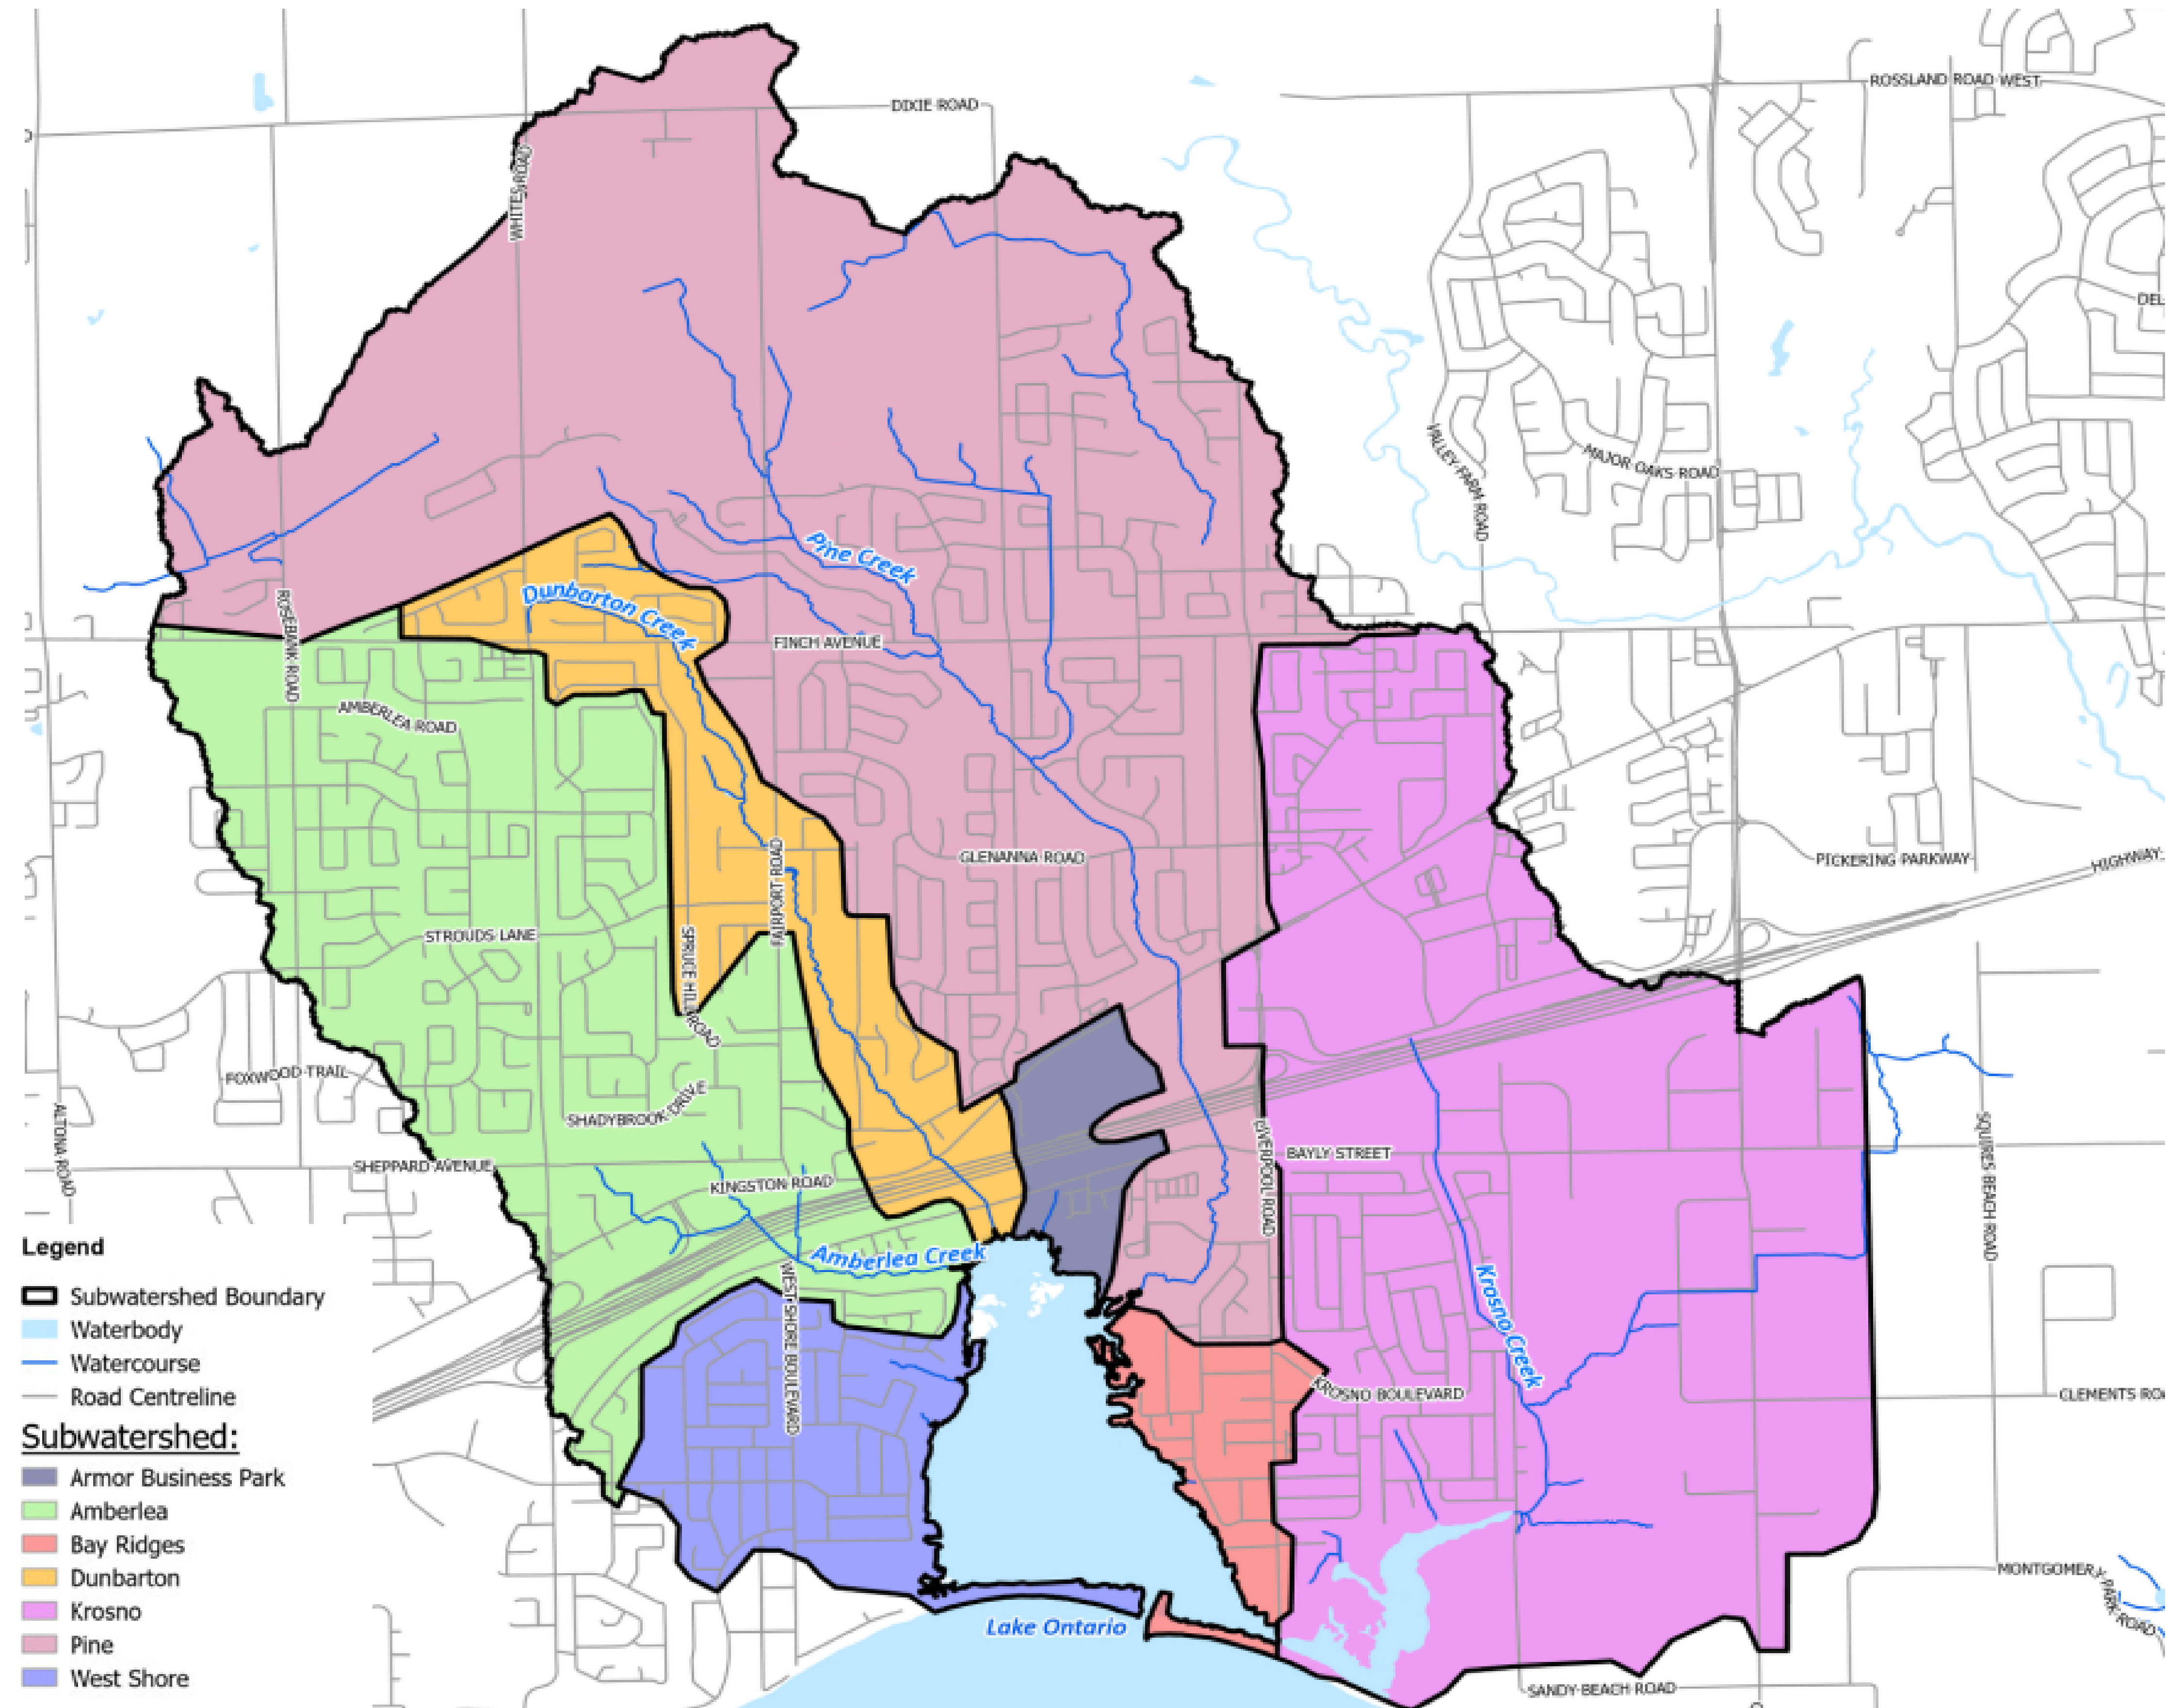 ROSSLAND ROAD WEST
DIXIE ROAD
WHITES ROAD
DEL
VALLEY FARM ROAD
MAJOR OAKS ROAD
Pine Creek
Dunbarton Creek
ROSEBANK ROAD
FINCH AVENUE
AMBERLEA ROAD
GLENANNA ROAD
PICKERING PARKWAY
HIGHWAY
FAIRPORT ROAD
STROUDS LANE
SPRUCE HILL ROAD
FOXWOOD TRAIL
SHADYBROOK DRIVE
ALTONA ROAD
SHEPPARD AVENUE
KINGSTON ROAD
LIVERPOOL ROAD
BAYLY STREET
SQUIRES BEACH ROAD
Amberlea Creek
WEST SHORE BOULEVARD
Krosno Creek
KROSNO BOULEVARD
CLEMENTS RO
MONTGOMERY PARK ROAD
Lake Ontario
SANDY BEACH ROAD
Legend
Subwatershed Boundary
Waterbody
Watercourse
Road Centreline
Subwatershed:
Armor Business Park
Amberlea
Bay Ridges
Dunbarton
Krosno
Pine
West Shore